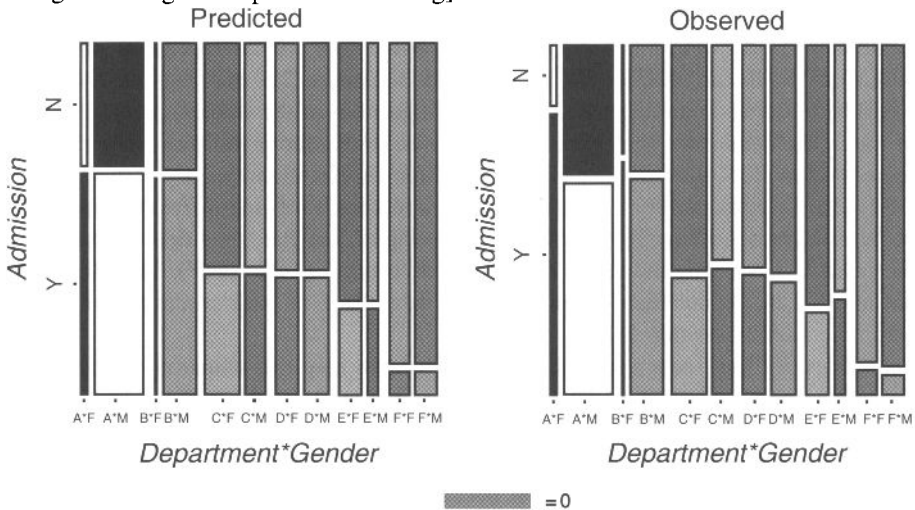 Predicted
Observed
N
Y
Admission
A*F A*M B*F B*M C*F C*M D*F D*M E*F E*M F*F F*M
Department*Gender
N
Y
Admission
A*F A*M B*F B*M C*F C*M D*F D*M E*F E*M F*F F*M
Department*Gender
=0